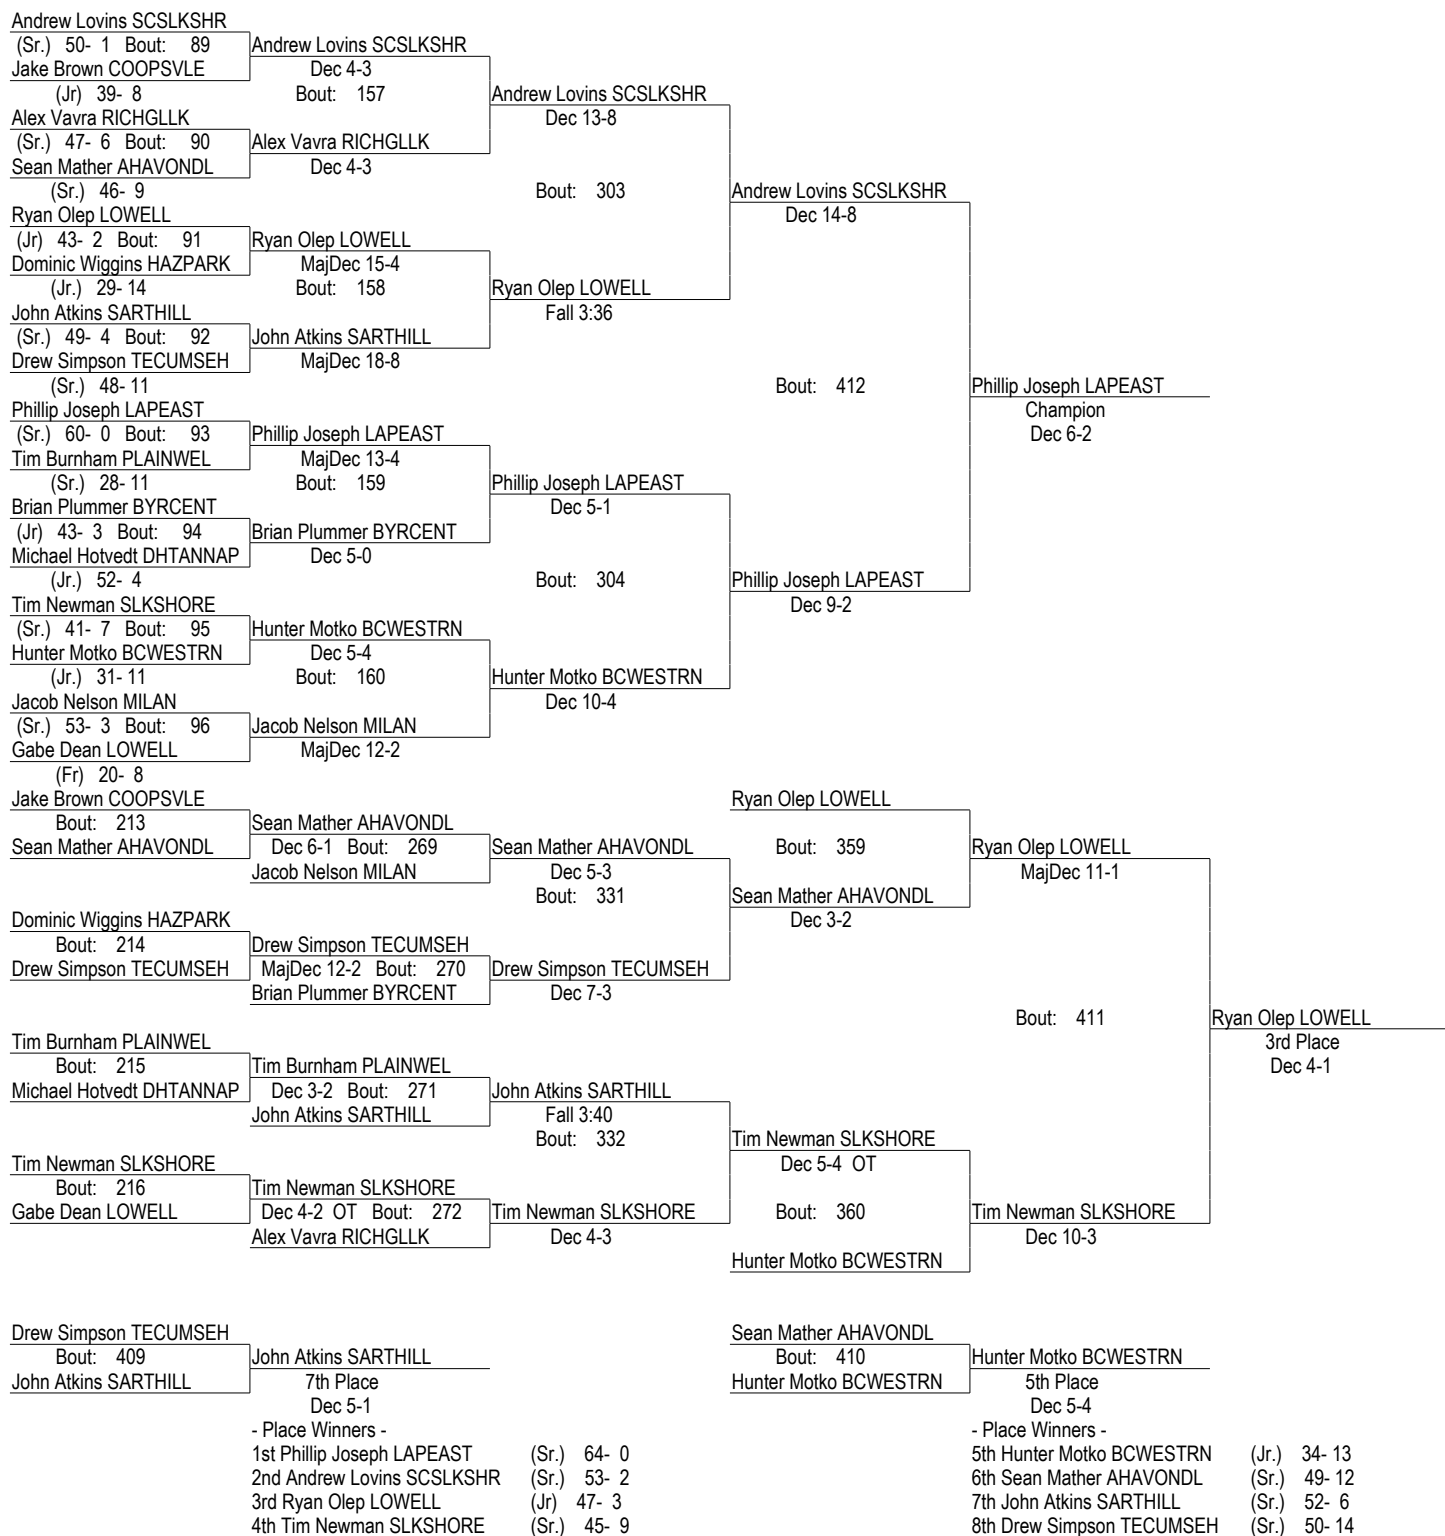 Andrew Lovins SCSLKSHR
(Sr.) 50- 1 Bout: 89 Andrew Lovins SCSLKSHR
Jake Brown COOPSVLE Dec 4-3
(Jr) 39- 8 Bout: 157 Andrew Lovins SCSLKSHR
Alex Vavra RICHGLLK Dec 13-8
(Sr.) 47- 6 Bout: 90 Alex Vavra RICHGLLK
Sean Mather AHAVONDL Dec 4-3
(Sr.) 46- 9 Bout: 303 Andrew Lovins SCSLKSHR
Ryan Olep LOWELL Dec 14-8
(Jr) 43- 2 Bout: 91 Ryan Olep LOWELL
Dominic Wiggins HAZPARK MajDec 15-4
(Jr.) 29- 14 Bout: 158 Ryan Olep LOWELL
John Atkins SARTHILL Fall 3:36
(Sr.) 49- 4 Bout: 92 John Atkins SARTHILL
Drew Simpson TECUMSEH MajDec 18-8
(Sr.) 48- 11 Bout: 412 Phillip Joseph LAPEAST
Phillip Joseph LAPEAST Champion
(Sr.) 60- 0 Bout: 93 Phillip Joseph LAPEAST Dec 6-2
Tim Burnham PLAINWEL MajDec 13-4
(Sr.) 28- 11 Bout: 159 Phillip Joseph LAPEAST
Brian Plummer BYRCENT Dec 5-1
(Jr) 43- 3 Bout: 94 Brian Plummer BYRCENT
Michael Hotvedt DHTANNAP Dec 5-0
(Jr.) 52- 4 Bout: 304 Phillip Joseph LAPEAST
Tim Newman SLKSHORE Dec 9-2
(Sr.) 41- 7 Bout: 95 Hunter Motko BCWESTRN
Hunter Motko BCWESTRN Dec 5-4
(Jr.) 31- 11 Bout: 160 Hunter Motko BCWESTRN
Jacob Nelson MILAN Dec 10-4
(Sr.) 53- 3 Bout: 96 Jacob Nelson MILAN
Gabe Dean LOWELL MajDec 12-2
(Fr) 20- 8
Jake Brown COOPSVLE Ryan Olep LOWELL
Bout: 213 Sean Mather AHAVONDL
Sean Mather AHAVONDL Dec 6-1 Bout: 269 Sean Mather AHAVONDL Bout: 359 Ryan Olep LOWELL
Jacob Nelson MILAN Dec 5-3 MajDec 11-1
Bout: 331 Sean Mather AHAVONDL
Dominic Wiggins HAZPARK Dec 3-2
Bout: 214 Drew Simpson TECUMSEH
Drew Simpson TECUMSEH MajDec 12-2 Bout: 270 Drew Simpson TECUMSEH
Brian Plummer BYRCENT Dec 7-3
Bout: 411 Ryan Olep LOWELL
Tim Burnham PLAINWEL 3rd Place
Bout: 215 Tim Burnham PLAINWEL Dec 4-1
Michael Hotvedt DHTANNAP Dec 3-2 Bout: 271 John Atkins SARTHILL
John Atkins SARTHILL Fall 3:40
Bout: 332 Tim Newman SLKSHORE
Tim Newman SLKSHORE Dec 5-4 OT
Bout: 216 Tim Newman SLKSHORE
Gabe Dean LOWELL Dec 4-2 OT Bout: 272 Tim Newman SLKSHORE Bout: 360 Tim Newman SLKSHORE
Alex Vavra RICHGLLK Dec 4-3 Dec 10-3
Hunter Motko BCWESTRN
Drew Simpson TECUMSEH Sean Mather AHAVONDL
Bout: 409 John Atkins SARTHILL Bout: 410 Hunter Motko BCWESTRN
John Atkins SARTHILL 7th Place Hunter Motko BCWESTRN 5th Place
Dec 5-1 Dec 5-4
- Place Winners - - Place Winners -
1st Phillip Joseph LAPEAST (Sr.) 64- 0 5th Hunter Motko BCWESTRN (Jr.) 34- 13
2nd Andrew Lovins SCSLKSHR (Sr.) 53- 2 6th Sean Mather AHAVONDL (Sr.) 49- 12
3rd Ryan Olep LOWELL (Jr) 47- 3 7th John Atkins SARTHILL (Sr.) 52- 6
4th Tim Newman SLKSHORE (Sr.) 45- 9 8th Drew Simpson TECUMSEH (Sr.) 50- 14